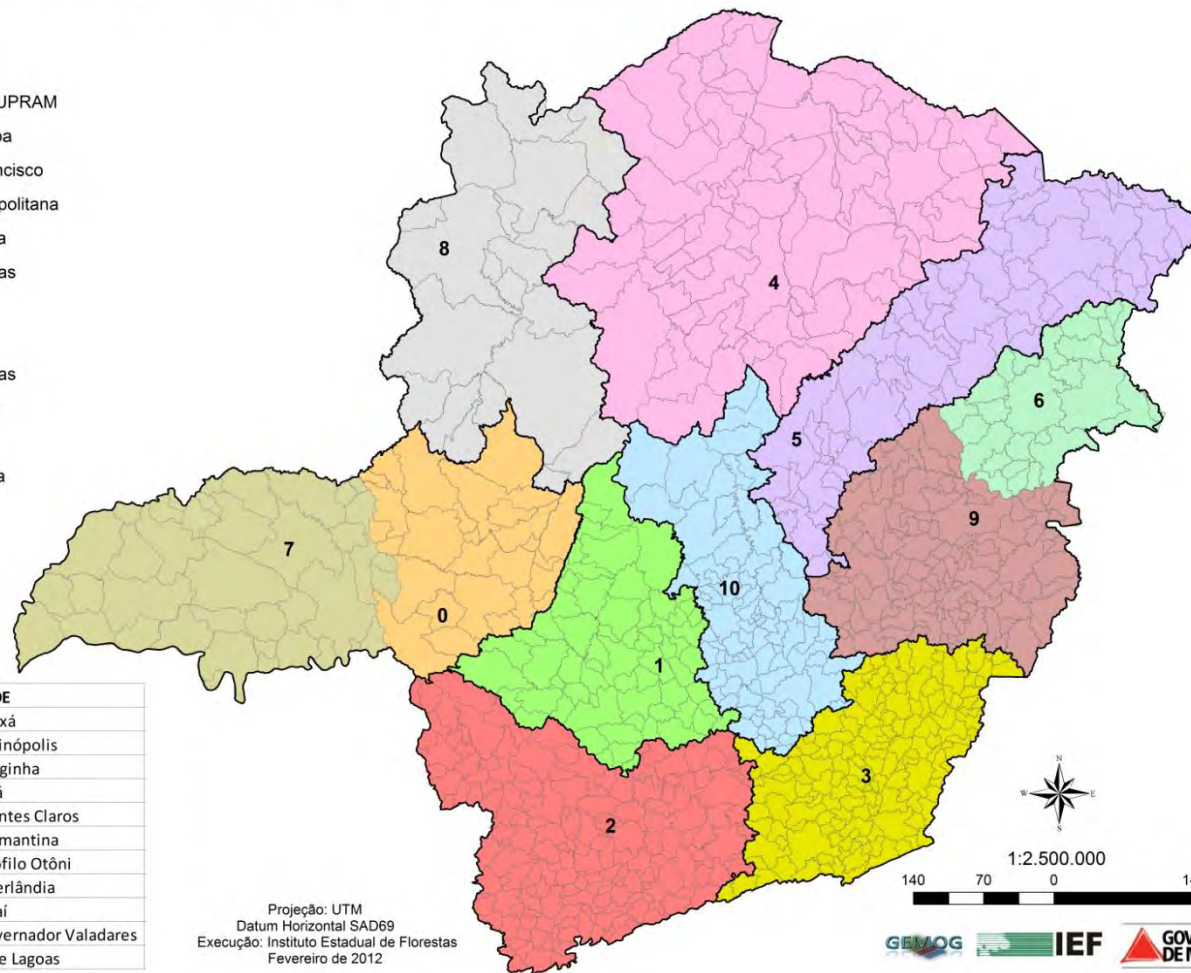 UPRAM
pa
ncisco
politana
a
as
as
a
8
4
6
5
9
7
10
0
1
3
2
DE
xá
inópolis
ginha
á
ntes Claros
mantina
ófilo Otôni
erlândia
aí
vernador Valadares
e Lagoas
Projeção: UTM
Datum Horizontal SAD69
Execução: Instituto Estadual de Florestas
Fevereiro de 2012
N
W E
S
1:2.500.000
140 70 0 14
GEMOG IEF GOV
DE M